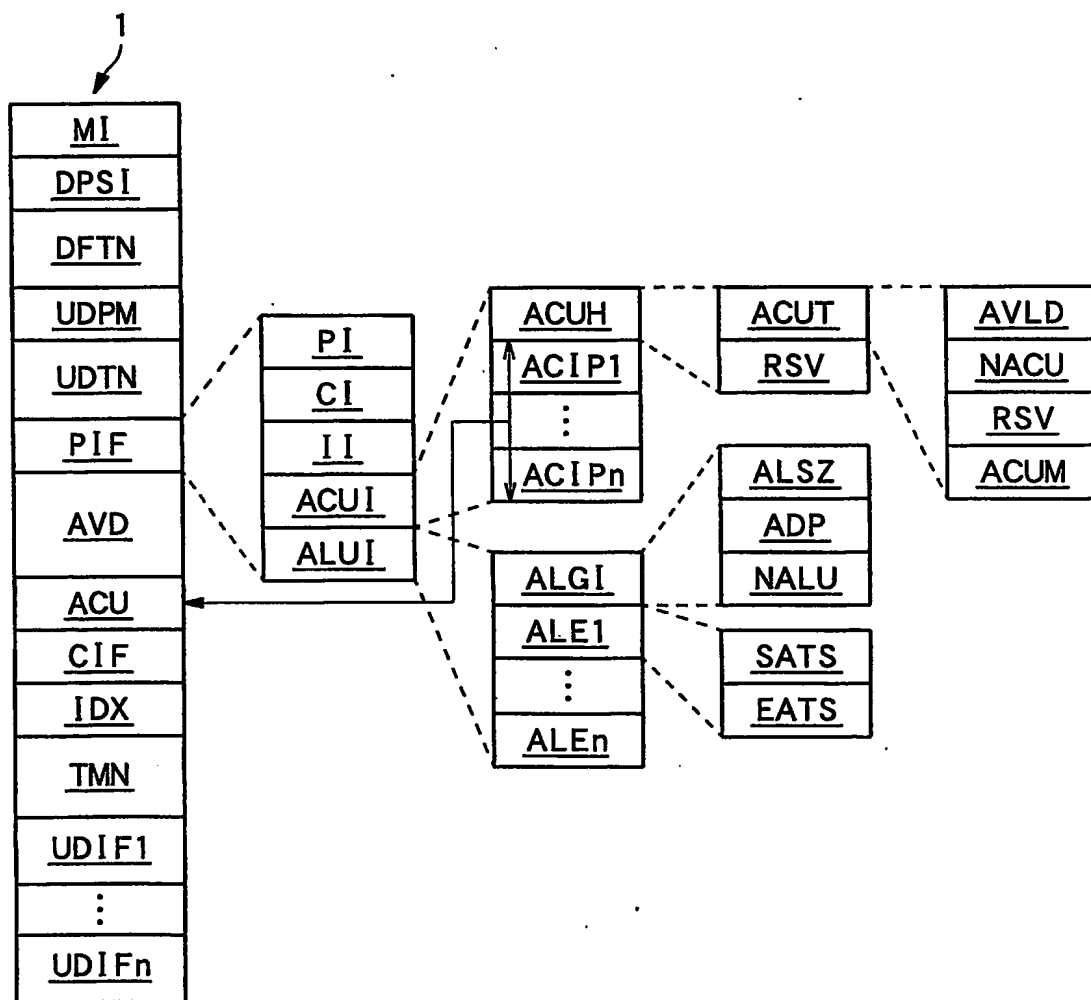 1
MI
DPSI
DFTN
UDPM
UDTN
PIF
AVD
ACU
CIF
IDX
TMN
UDIF1
⋮
UDIFn
PI
CI
II
ACUI
ALUI
ACUH
ACIP1
⋮
ACIPn
ALGI
ALE1
⋮
ALEn
ACUT
RSV
ALSZ
ADP
NALU
SATS
EATS
AVLD
NACU
RSV
ACUM